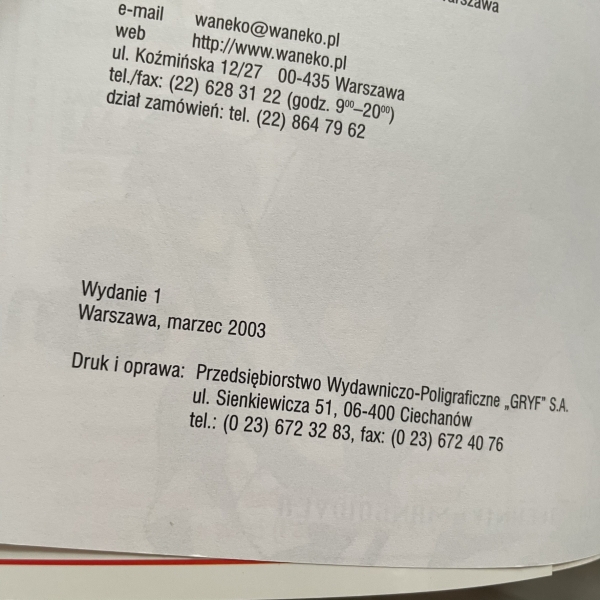 Warszawa
e-mail waneko@waneko.pl
web http://www.waneko.pl
ul. Koźmińska 12/27 00-435 Warszawa
tel./fax: (22) 628 31 22 (godz. 9⁰⁰–20⁰⁰)
dział zamówień: tel. (22) 864 79 62
Wydanie 1
Warszawa, marzec 2003
Druk i oprawa: Przedsiębiorstwo Wydawniczo-Poligraficzne „GRYF" S.A.
ul. Sienkiewicza 51, 06-400 Ciechanów
tel.: (0 23) 672 32 83, fax: (0 23) 672 40 76